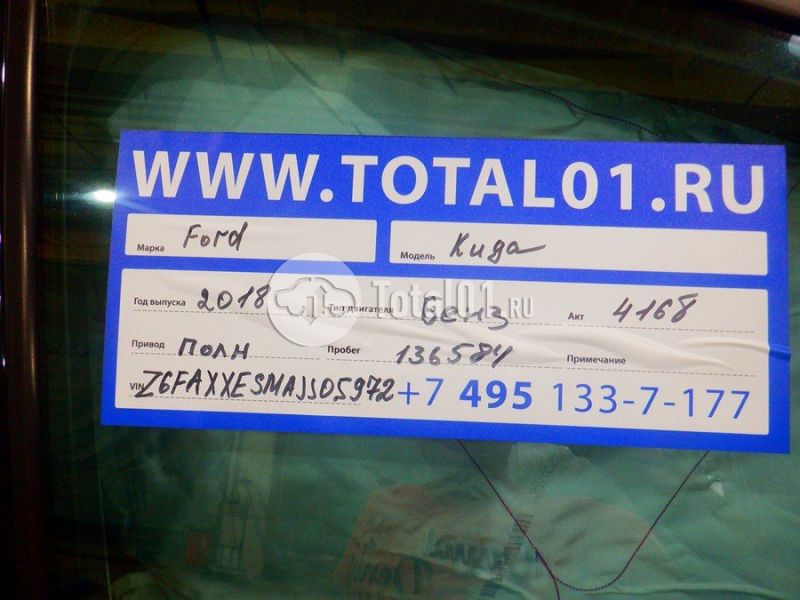 WWW.TOTAL01.RU
Марка Ford Модель Kuga
Год выпуска 2018 Тип двигателя Бенз Акт 4168
Total01.RU
Привод полн Пробег 136584 Примечание
VIN Z6FAXXESMAJJ05972 +7 495 133-7-177